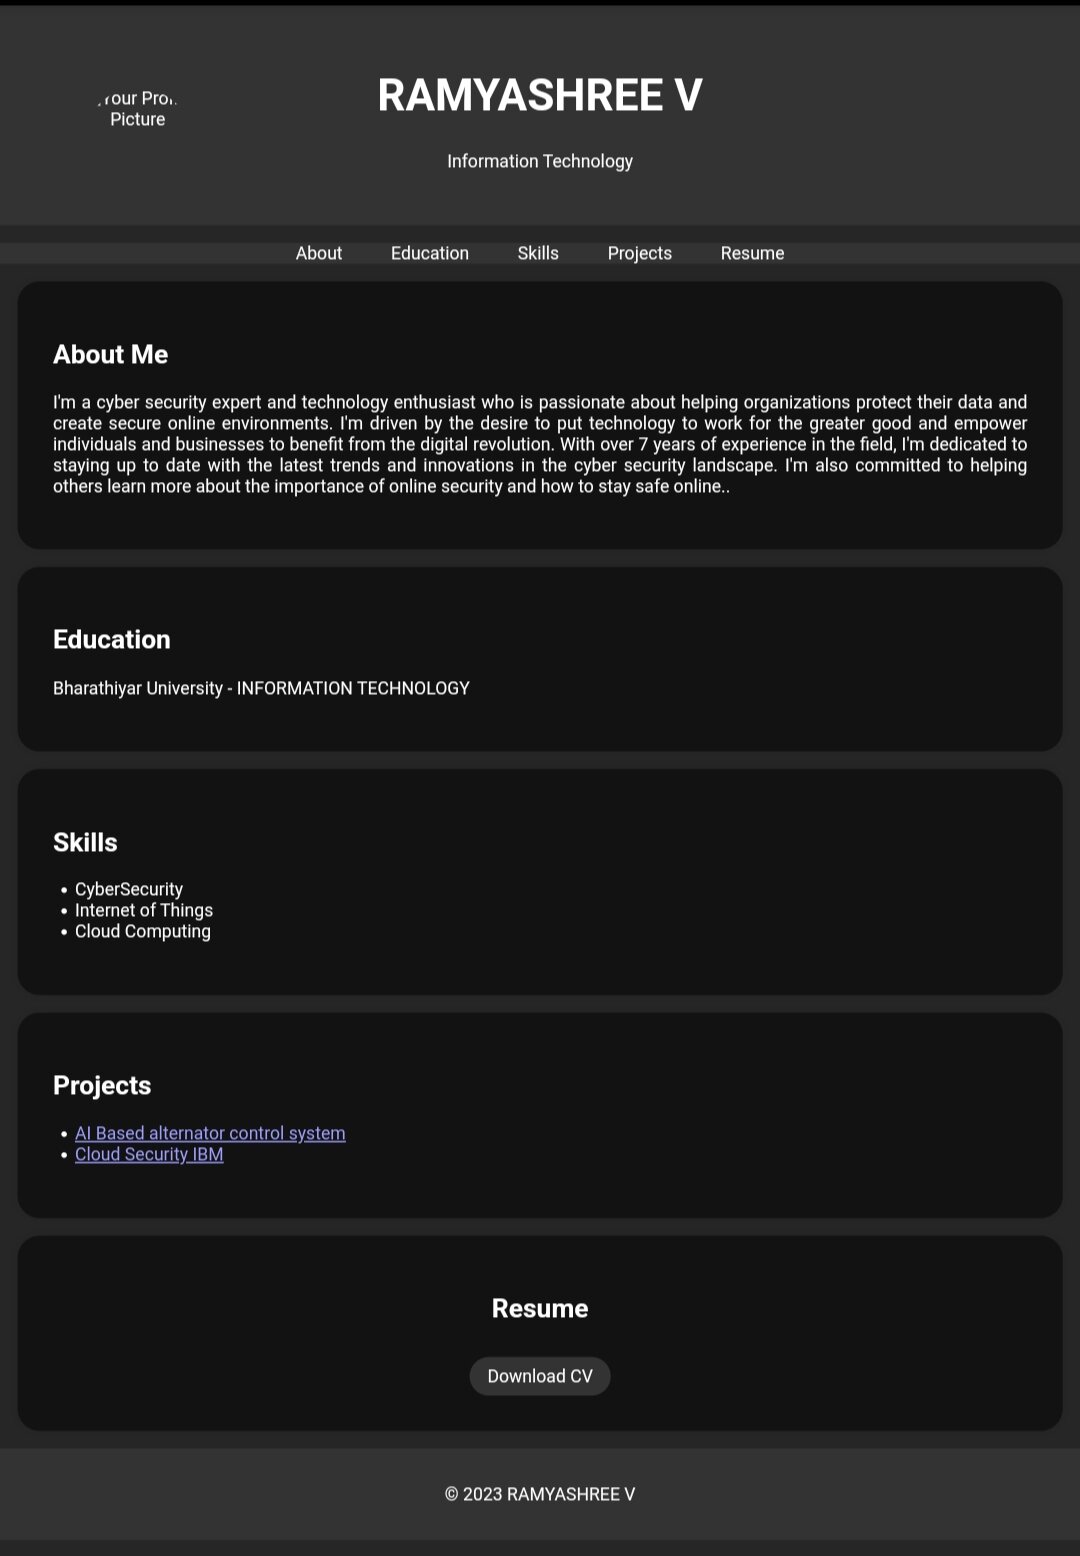 RAMYASHREE V
our Pro
Picture
Information Technology
About Education Skills Projects Resume
About Me
I'm a cyber security expert and technology enthusiast who is passionate about helping organizations protect their data and
create secure online environments. I'm driven by the desire to put technology to work for the greater good and empower
individuals and businesses to benefit from the digital revolution. With over 7 years of experience in the field, I'm dedicated to
staying up to date with the latest trends and innovations in the cyber security landscape. I'm also committed to helping
others learn more about the importance of online security and how to stay safe online..
Education
Bharathiyar University - INFORMATION TECHNOLOGY
Skills
• CyberSecurity
• Internet of Things
• Cloud Computing
Projects
• AI Based alternator control system
• Cloud Security IBM
Resume
Download CV
© 2023 RAMYASHREE V